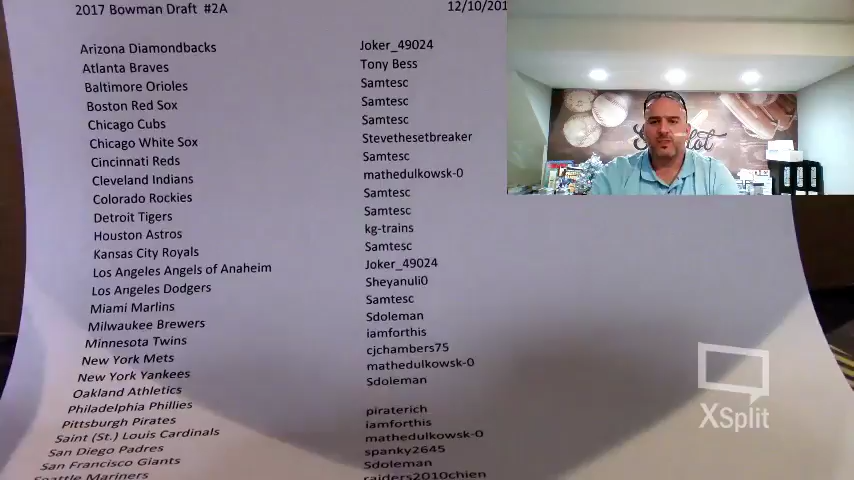 2017 Bowman Draft #2A 12/10/201
Arizona Diamondbacks Joker_49024
Atlanta Braves Tony Bess
Baltimore Orioles Samtesc
Boston Red Sox Samtesc
Chicago Cubs Samtesc
Chicago White Sox Stevethesetbreaker
Cincinnati Reds Samtesc
Cleveland Indians mathedulkowsk-0
Colorado Rockies Samtesc
Detroit Tigers Samtesc
Houston Astros kg-trains
Kansas City Royals Samtesc
Los Angeles Angels of Anaheim Joker_49024
Los Angeles Dodgers Sheyanuli0
Miami Marlins Samtesc
Milwaukee Brewers Sdoleman
Minnesota Twins iamforthis
New York Mets cjchambers75
New York Yankees mathedulkowsk-0
Oakland Athletics Sdoleman
Philadelphia Phillies
Pittsburgh Pirates piraterich
Saint (St.) Louis Cardinals iamforthis
San Diego Padres mathedulkowsk-0
San Francisco Giants spanky2645
Seattle Mariners Sdoleman
raiders2010chien
XSplit